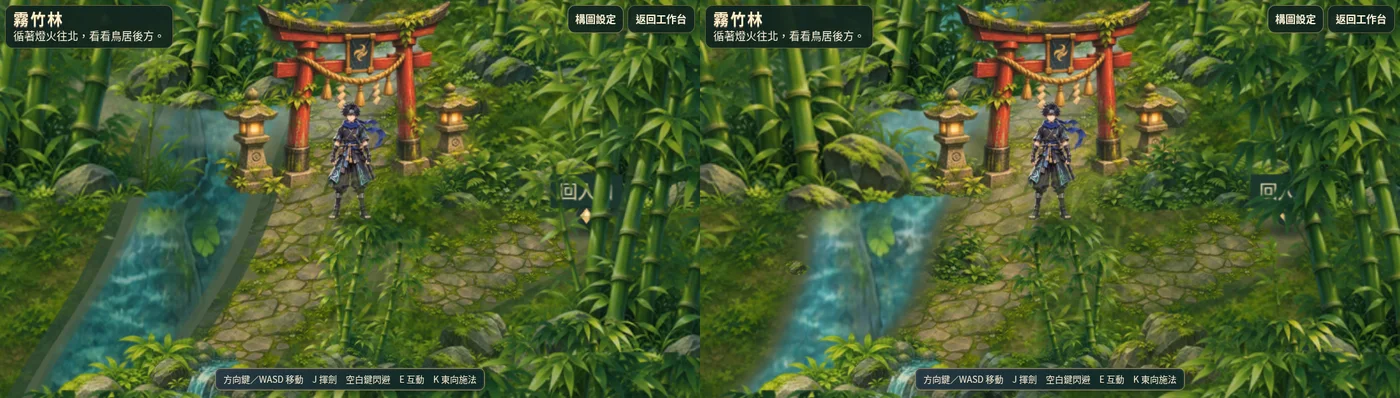 霧竹林
循著燈火往北，看看鳥居後方。
構圖設定
返回工作台
回入
方向鍵／WASD 移動　J 揮劍　空白鍵閃避　E 互動　K 東向施法
霧竹林
循著燈火往北，看看鳥居後方。
構圖設定
返回工作台
回
方向鍵／WASD 移動　J 揮劍　空白鍵閃避　E 互動　K 東向施法